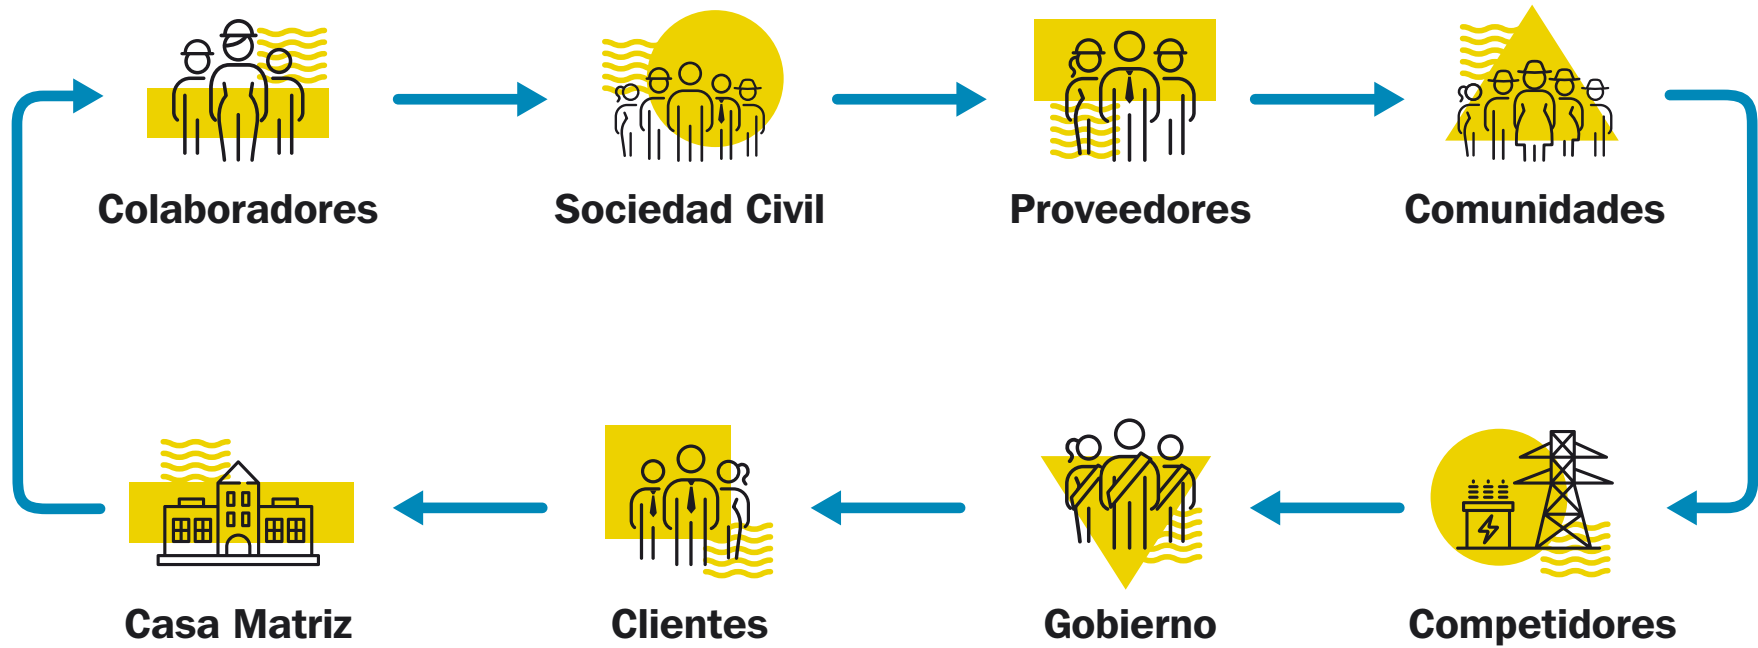 Colaboradores
Sociedad Civil
Proveedores
Comunidades
Casa Matriz
Clientes
Gobierno
Competidores